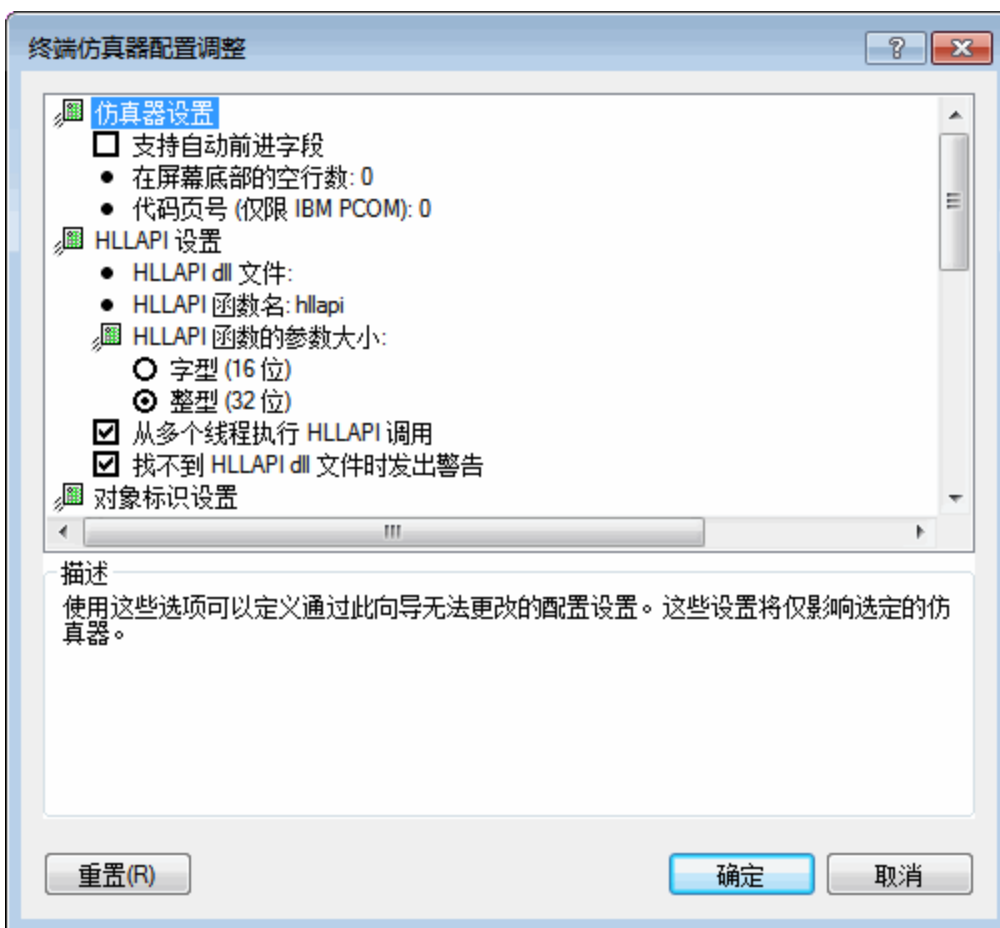 终端仿真器配置调整
仿真器设置
支持自动前进字段
在屏幕底部的空行数: 0
代码页号 (仅限 IBM PCOM): 0
HLLAPI 设置
HLLAPI dll 文件:
HLLAPI 函数名: hllapi
HLLAPI 函数的参数大小:
字型 (16 位)
整型 (32 位)
从多个线程执行 HLLAPI 调用
找不到 HLLAPI dll 文件时发出警告
对象标识设置
描述
使用这些选项可以定义通过此向导无法更改的配置设置。这些设置将仅影响选定的仿
真器。
重置(R)
确定
取消